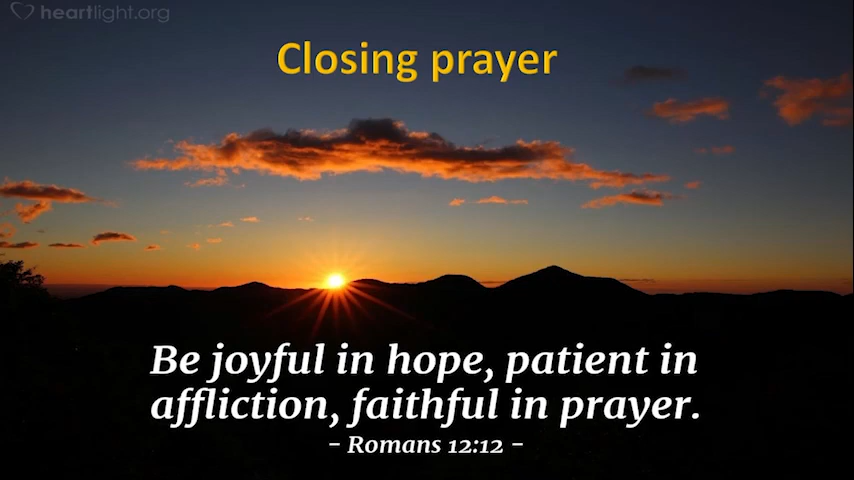 heartlight.org
Closing prayer
Be joyful in hope, patient in
affliction, faithful in prayer.
- Romans 12:12 -